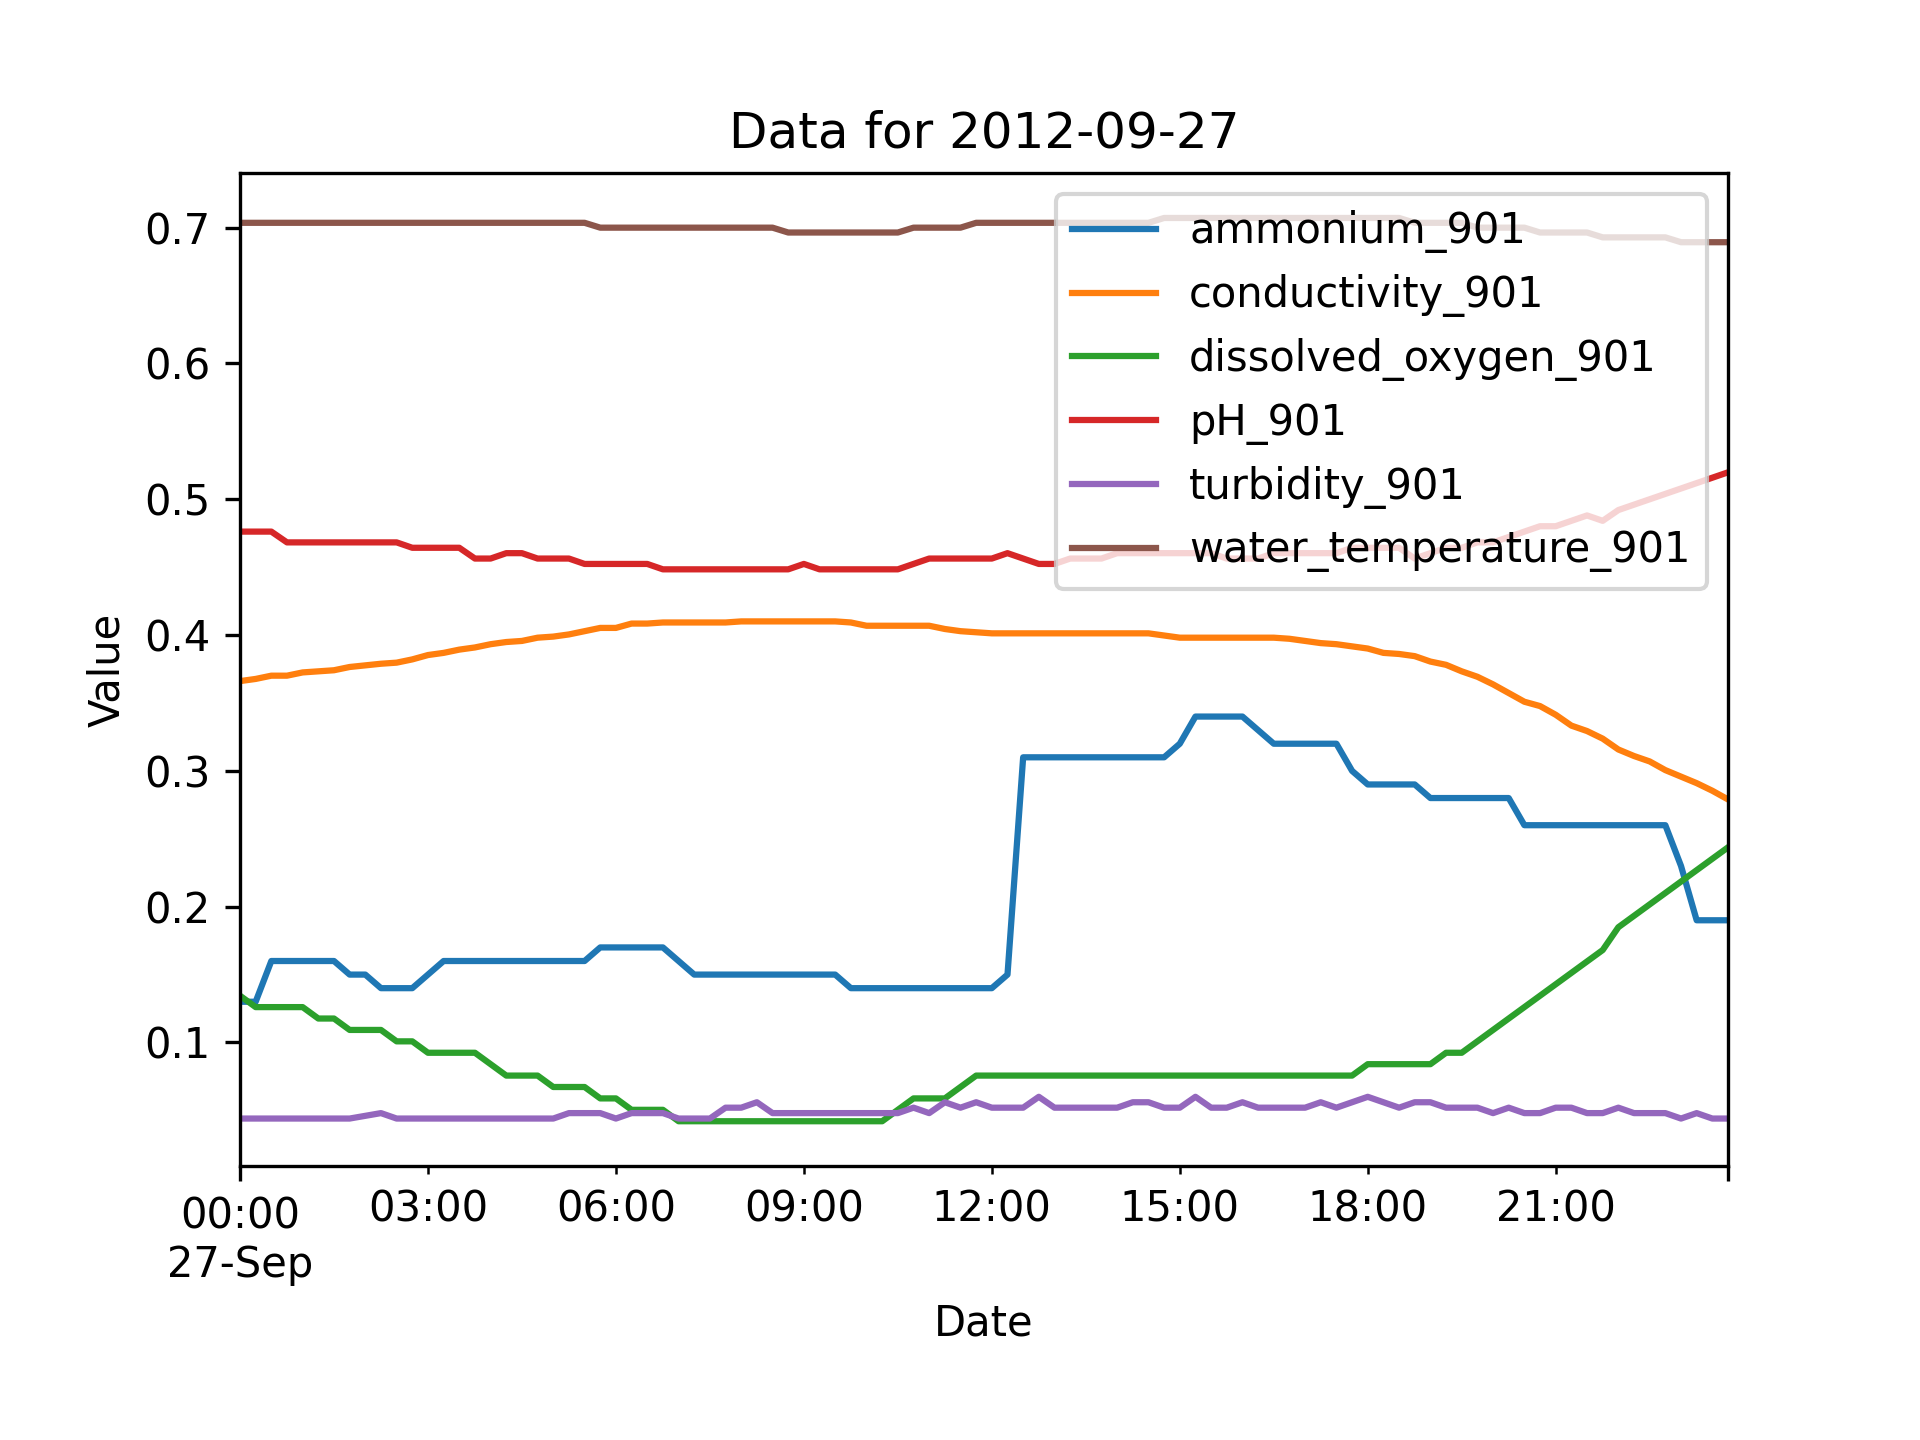 Data for 2012-09-27
0.7
0.6
0.5
0.4
0.3
0.2
0.1
Value
ammonium_901
conductivity_901
dissolved_oxygen_901
pH_901
turbidity_901
water_temperature_901
00:00 03:00 06:00 09:00 12:00 15:00 18:00 21:00
27-Sep
Date